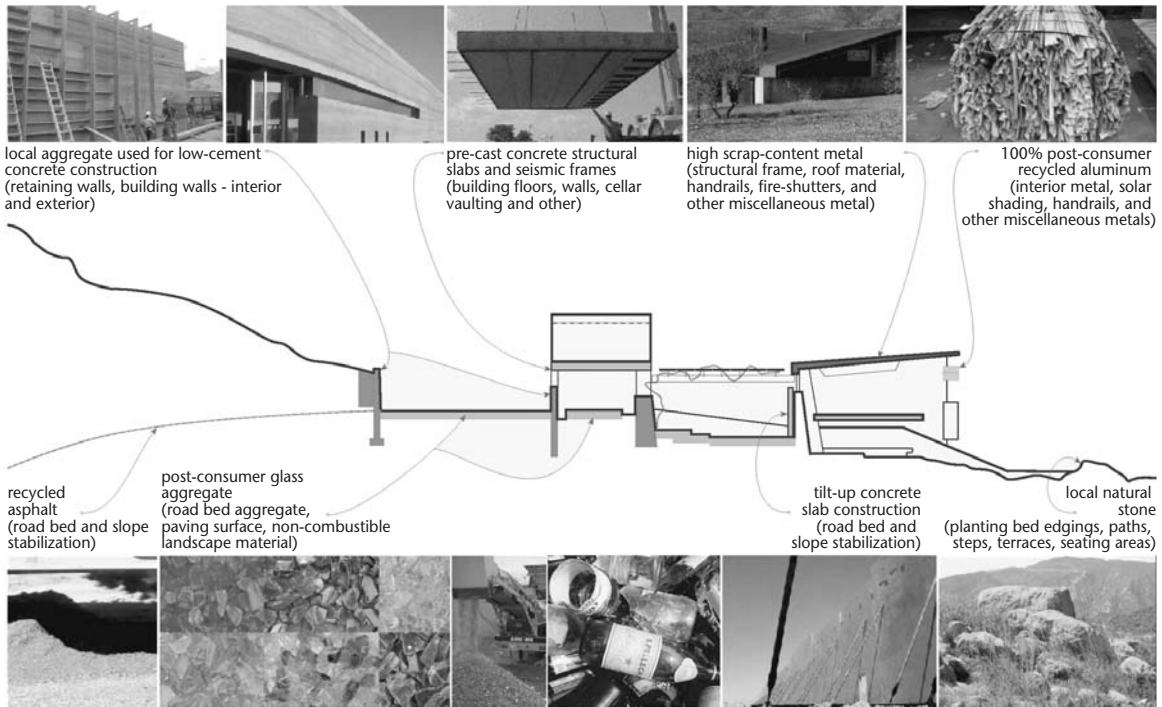 local aggregate used for low-cement
concrete construction
(retaining walls, building walls - interior
and exterior)
pre-cast concrete structural
slabs and seismic frames
(building floors, walls, cellar
vaulting and other)
high scrap-content metal
(structural frame, roof material,
handrails, fire-shutters, and
other miscellaneous metal)
100% post-consumer
recycled aluminum
(interior metal, solar
shading, handrails, and
other miscellaneous metals)
recycled
asphalt
(road bed and slope
stabilization)
post-consumer glass
aggregate
(road bed aggregate,
paving surface, non-combustible
landscape material)
tilt-up concrete
slab construction
(road bed and
slope stabilization)
local natural
stone
(planting bed edgings, paths,
steps, terraces, seating areas)